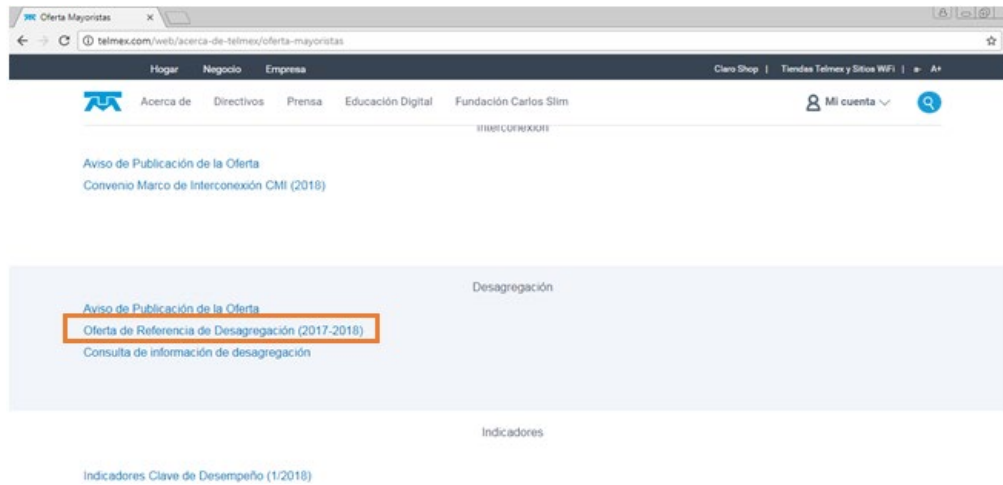 Oferta Mayoristas
telmex.com/web/acerca-de-telmex/oferta-mayoristas
Hogar Negocio Empresa Claro Shop | Tiendas Telmex y Sitios WiFi | a- A+
Acerca de Directivos Prensa Educación Digital Fundación Carlos Slim Mi cuenta
Interconexión
Aviso de Publicación de la Oferta
Convenio Marco de Interconexión CMI (2018)
Desagregación
Aviso de Publicación de la Oferta
Oferta de Referencia de Desagregación (2017-2018)
Consulta de información de desagregación
Indicadores
Indicadores Clave de Desempeño (1/2018)